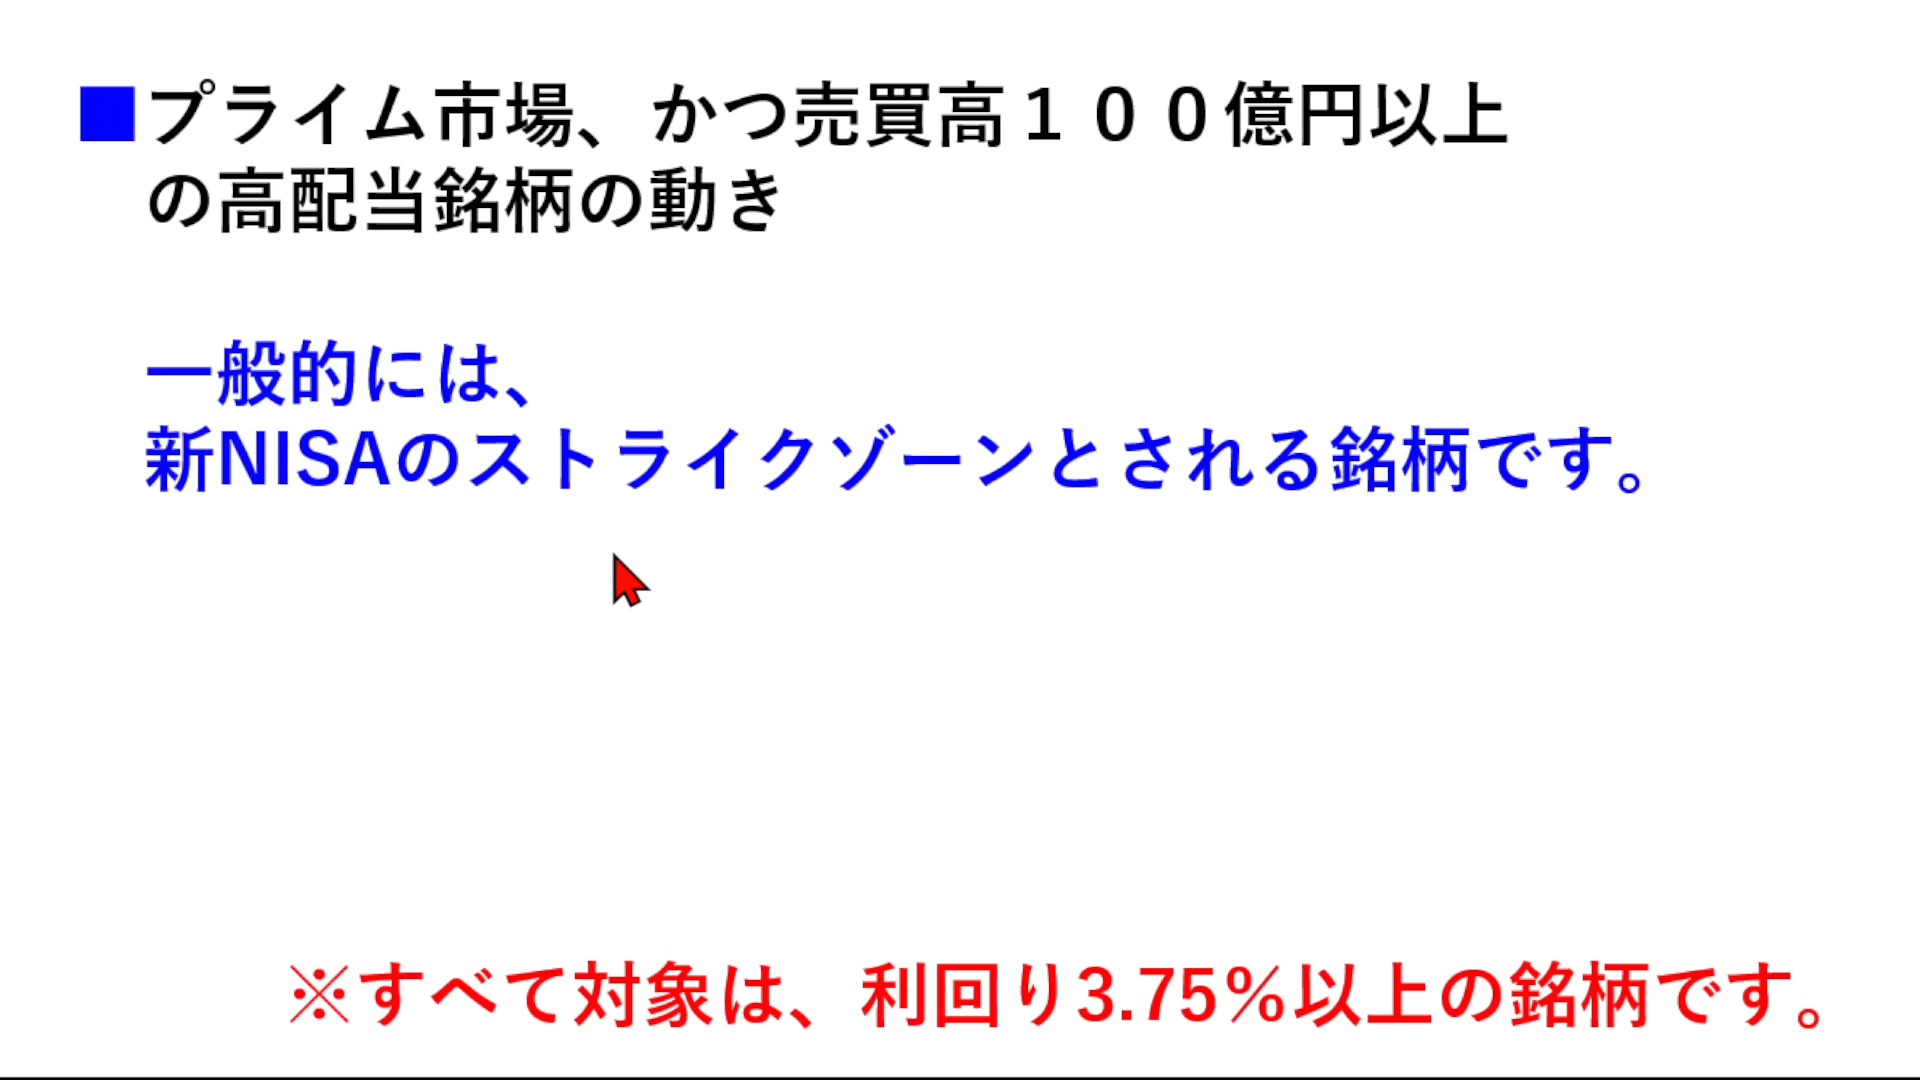 ■プライム市場、かつ売買高１００億円以上
の高配当銘柄の動き
一般的には、
新NISAのストライクゾーンとされる銘柄です。
※すべて対象は、利回り3.75％以上の銘柄です。